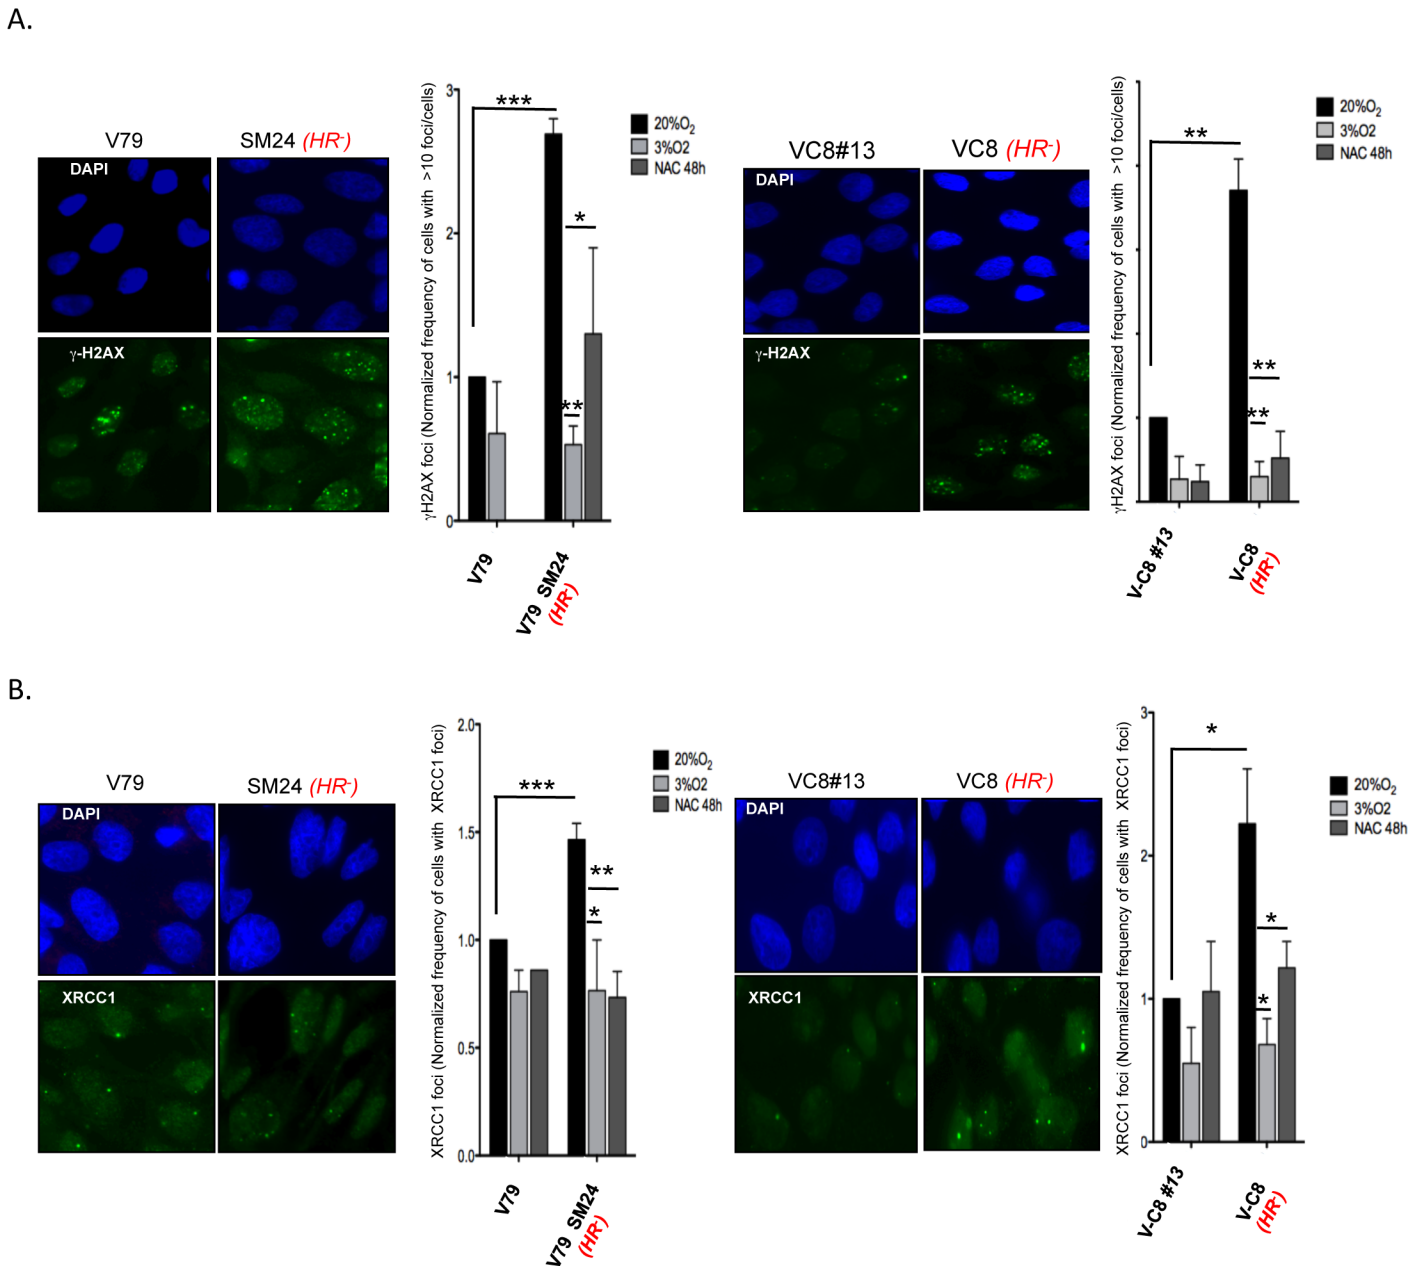 A.
V79
SM24 (HR-)
DAPI
γ-H2AX
γH2AX foci (Normalized frequency of cells with >10 foci/cells)
3
2
1
0
***
*
**
20%O2
3%O2
NAC 48h
V79
V79 SM24
(HR-)
VC8#13
VC8 (HR-)
DAPI
γ-H2AX
γH2AX foci (Normalized frequency of cells with >10 foci/cells)
**
**
**
20%O2
3%O2
NAC 48h
V-C8 #13
V-C8
(HR-)
B.
V79
SM24 (HR-)
DAPI
XRCC1
XRCC1 foci (Normalized frequency of cells with XRCC1 foci)
2.0
1.5
1.0
0.5
0.0
***
**
*
20%O2
3%O2
NAC 48h
V79
V79 SM24
(HR-)
VC8#13
VC8 (HR-)
DAPI
XRCC1
XRCC1 foci (Normalized frequency of cells with XRCC1 foci)
3
2
1
0
*
*
*
20%O2
3%O2
NAC 48h
V-C8 #13
V-C8
(HR-)